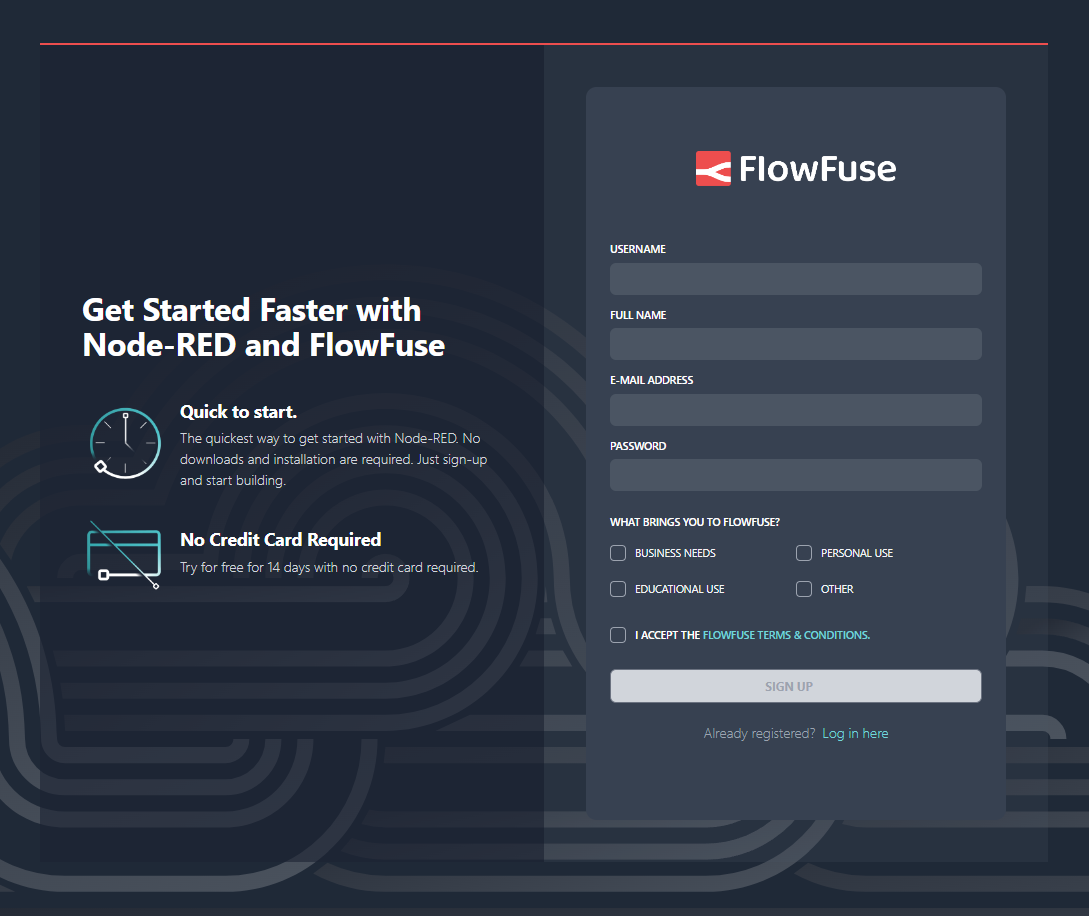 Get Started Faster with
Node-RED and FlowFuse
Quick to start.
The quickest way to get started with Node-RED. No
downloads and installation are required. Just sign-up
and start building.
No Credit Card Required
Try for free for 14 days with no credit card required.
FlowFuse
USERNAME
FULL NAME
E-MAIL ADDRESS
PASSWORD
WHAT BRINGS YOU TO FLOWFUSE?
BUSINESS NEEDS
PERSONAL USE
EDUCATIONAL USE
OTHER
I ACCEPT THE FLOWFUSE TERMS & CONDITIONS.
SIGN UP
Already registered? Log in here